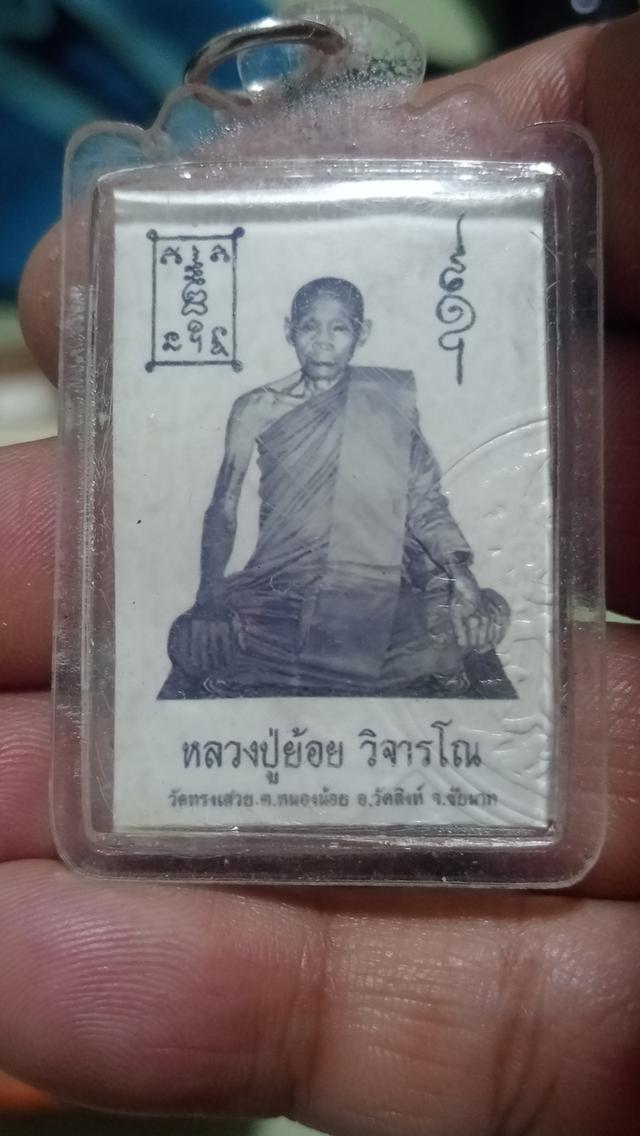 หลวงปู่ย้อย วิจารโณ
วัดทรงเสวย ต.หนองน้อย อ.วัดสิงห์ จ.ชัยนาท